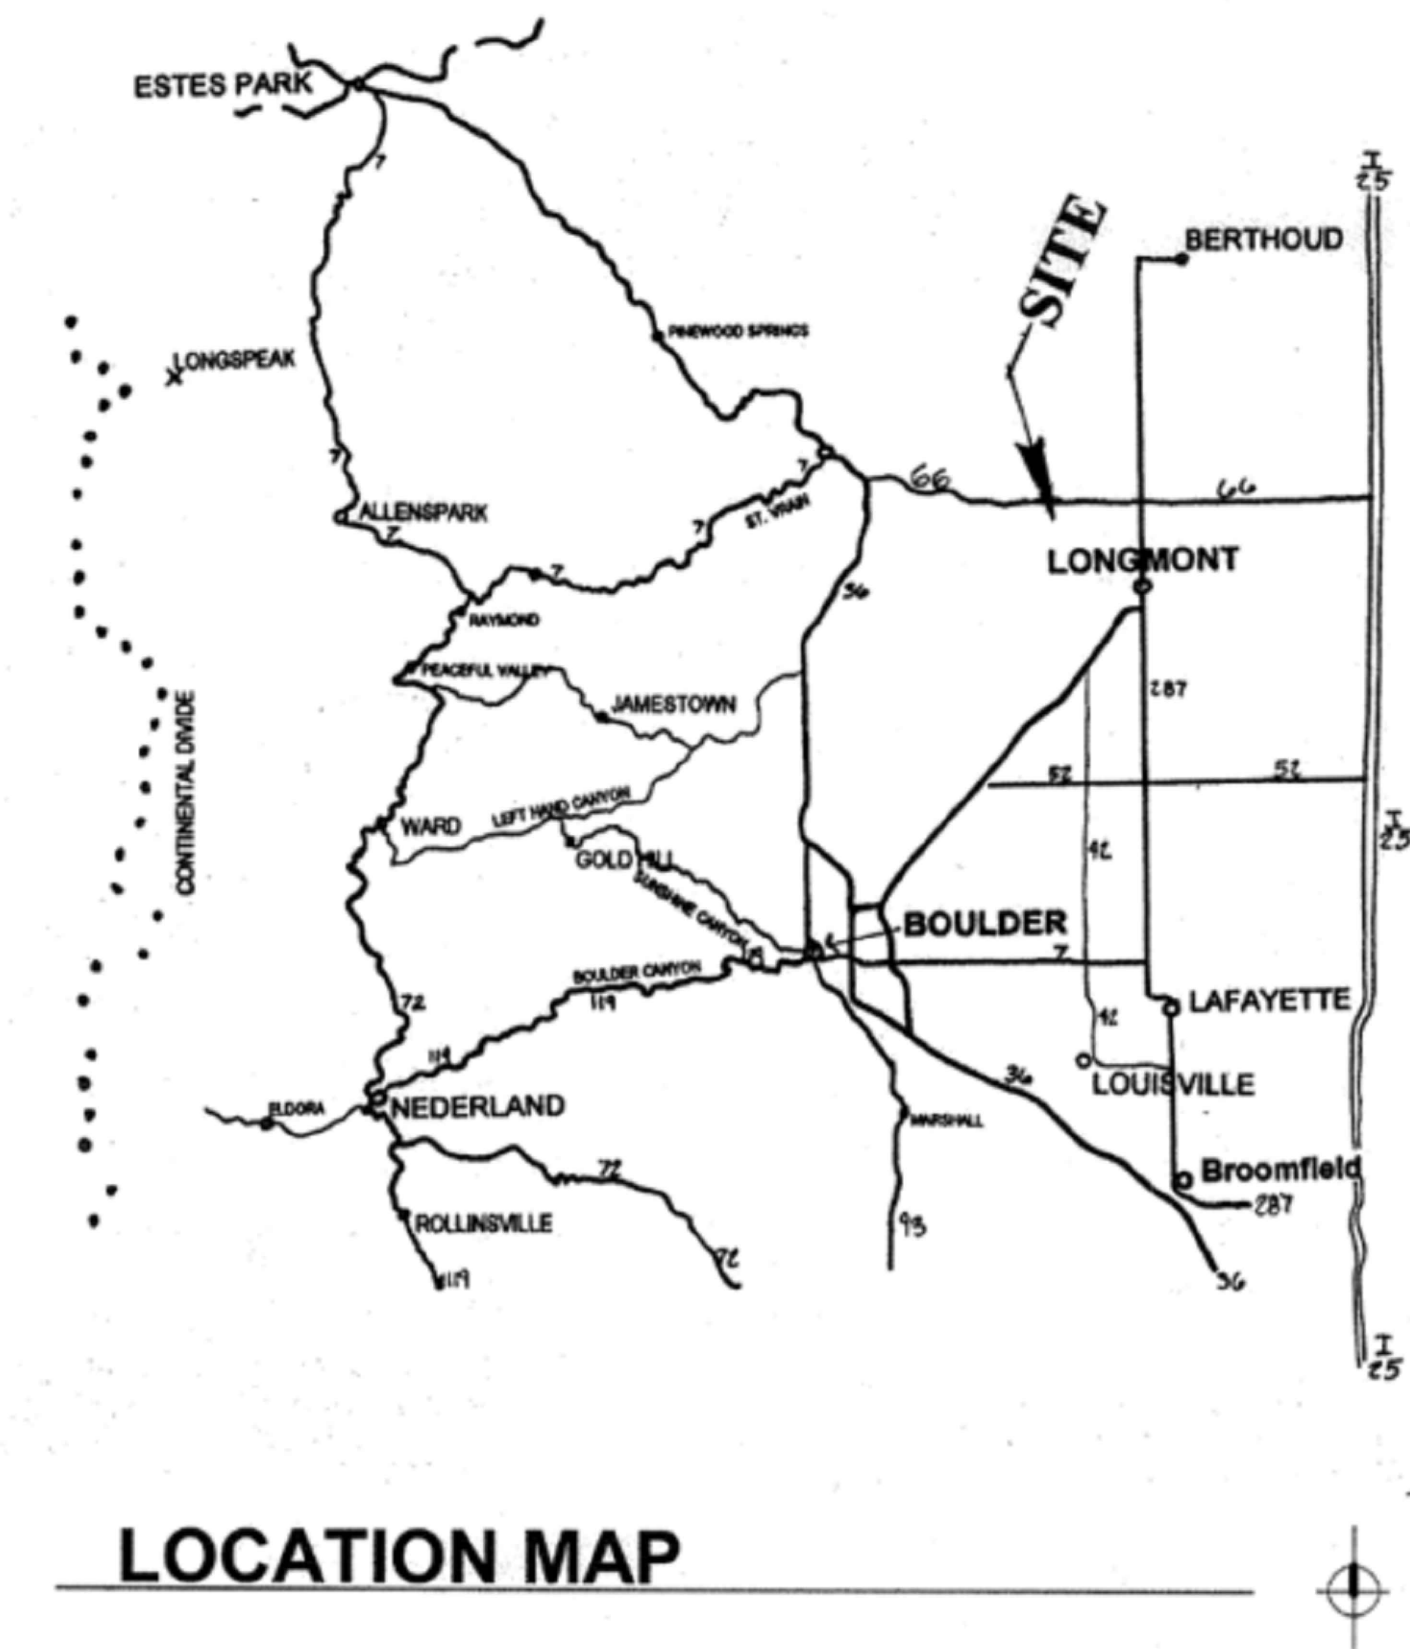 ESTES PARK
7
I
25
SITE
BERTHOUD
PINEWOOD SPRINGS
LONGSPEAK
7
7
66
66
ALLENSPARK
7
7
ST. VRAIN
LONGMONT
7
36
RAYMOND
PEACEFUL VALLEY
287
JAMESTOWN
CONTINENTAL DIVIDE
52
52
LEFT HAND CANYON
WARD
I
25
42
GOLD HILL
SUNSHINE CANYON
BOULDER
7
BOULDER CANYON
119
72
LAFAYETTE
42
119
36
LOUISVILLE
ELDORA
NEDERLAND
MARSHALL
72
Broomfield
287
ROLLINSVILLE
93
72
119
36
I
25
LOCATION MAP